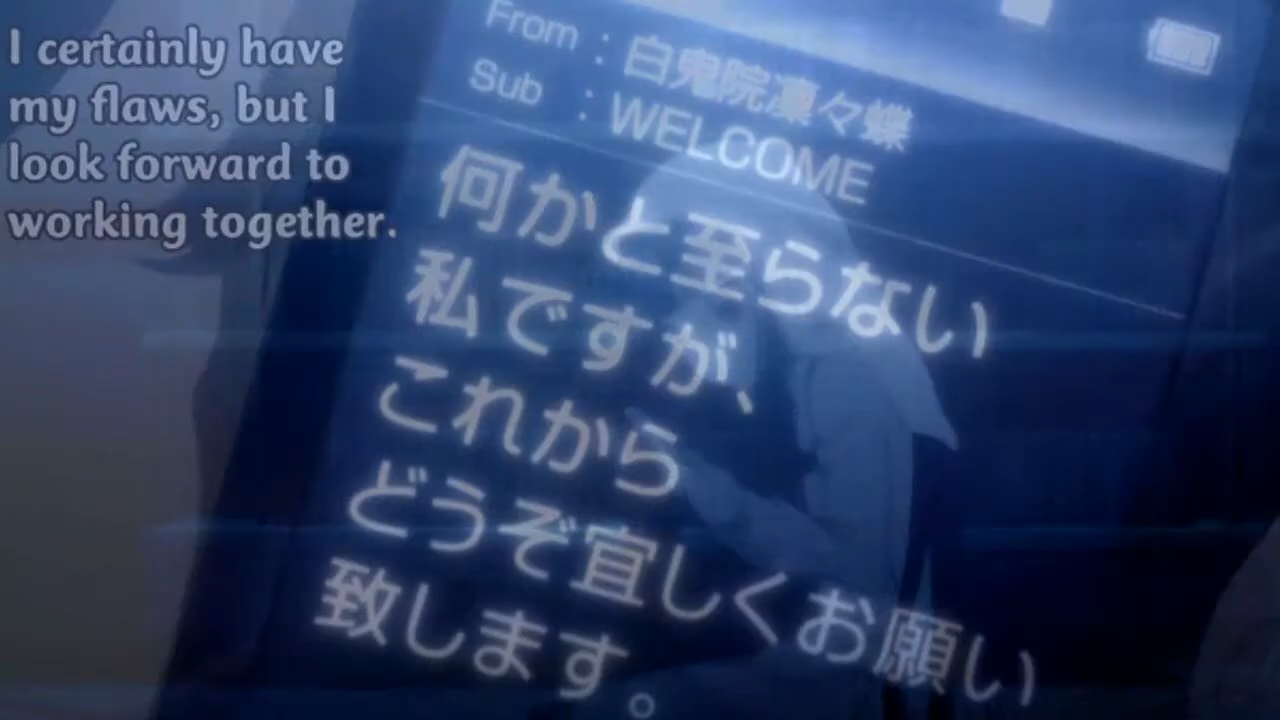 I certainly have
my flaws, but I
look forward to
working together.
From : 白鬼院凜々蝶
Sub : WELCOME
何かと至らない
私ですが、
これから
どうぞ宜しくお願い
致します。